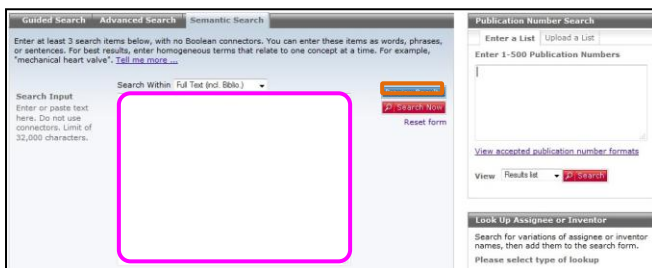 Guided Search Advanced Search Semantic Search
Enter at least 3 search items below, with no Boolean connectors. You can enter these items as words, phrases,
or sentences. For best results, enter homogeneous terms that relate to one concept at a time. For example,
"mechanical heart valve". Tell me more ...
Search Within Full Text (incl. Biblio.)
Search Input
Enter or paste text
here. Do not use
connectors. Limit of
32,000 characters.
Search Now
Reset form
Publication Number Search
Enter a List Upload a List
Enter 1-500 Publication Numbers
View accepted publication number formats
View Results list Search
Look Up Assignee or Inventor
Search for variations of assignee or inventor
names, then add them to the search form.
Please select type of lookup